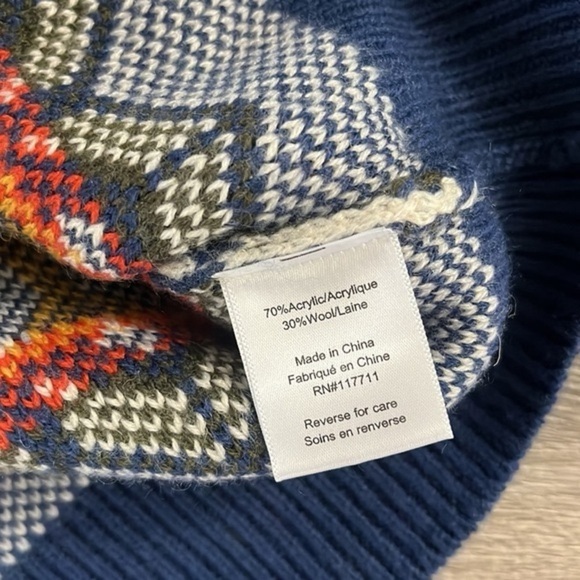 70%Acrylic/Acrylique
30%Wool/Laine
Made in China
Fabriqué en Chine
RN#117711
Reverse for care
Soins en renverse